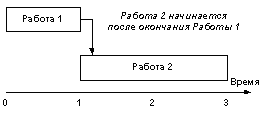 Работа 1
Работа 2 начинается
после окончания Работы 1
Работа 2
Время
0 1 2 3